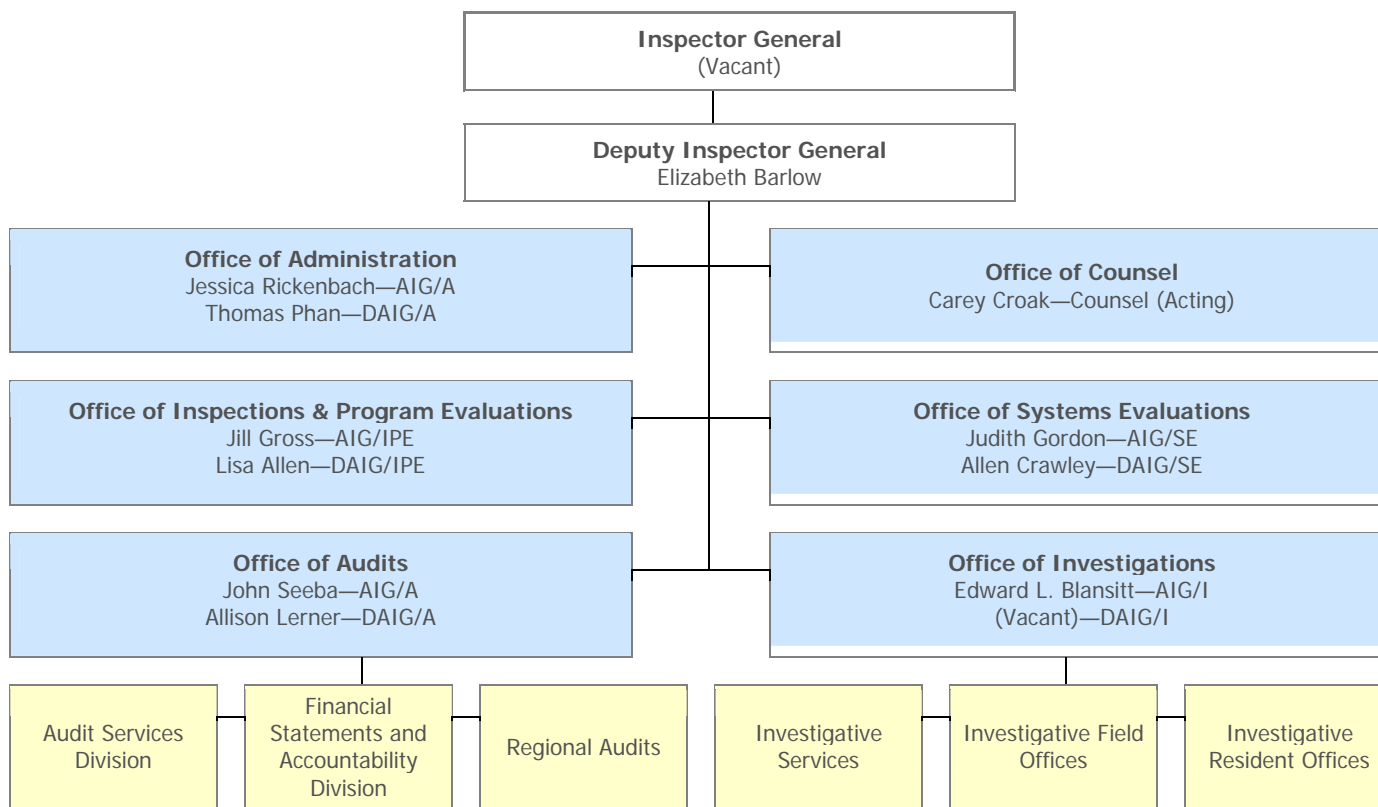 Inspector General
(Vacant)
Deputy Inspector General
Elizabeth Barlow
Office of Administration
Jessica Rickenbach—AIG/A
Thomas Phan—DAIG/A
Office of Counsel
Carey Croak—Counsel (Acting)
Office of Inspections & Program Evaluations
Jill Gross—AIG/IPE
Lisa Allen—DAIG/IPE
Office of Systems Evaluations
Judith Gordon—AIG/SE
Allen Crawley—DAIG/SE
Office of Audits
John Seeba—AIG/A
Allison Lerner—DAIG/A
Office of Investigations
Edward L. Blansitt—AIG/I
(Vacant)—DAIG/I
Audit Services
Division
Financial
Statements and
Accountability
Division
Regional Audits
Investigative
Services
Investigative Field
Offices
Investigative
Resident Offices